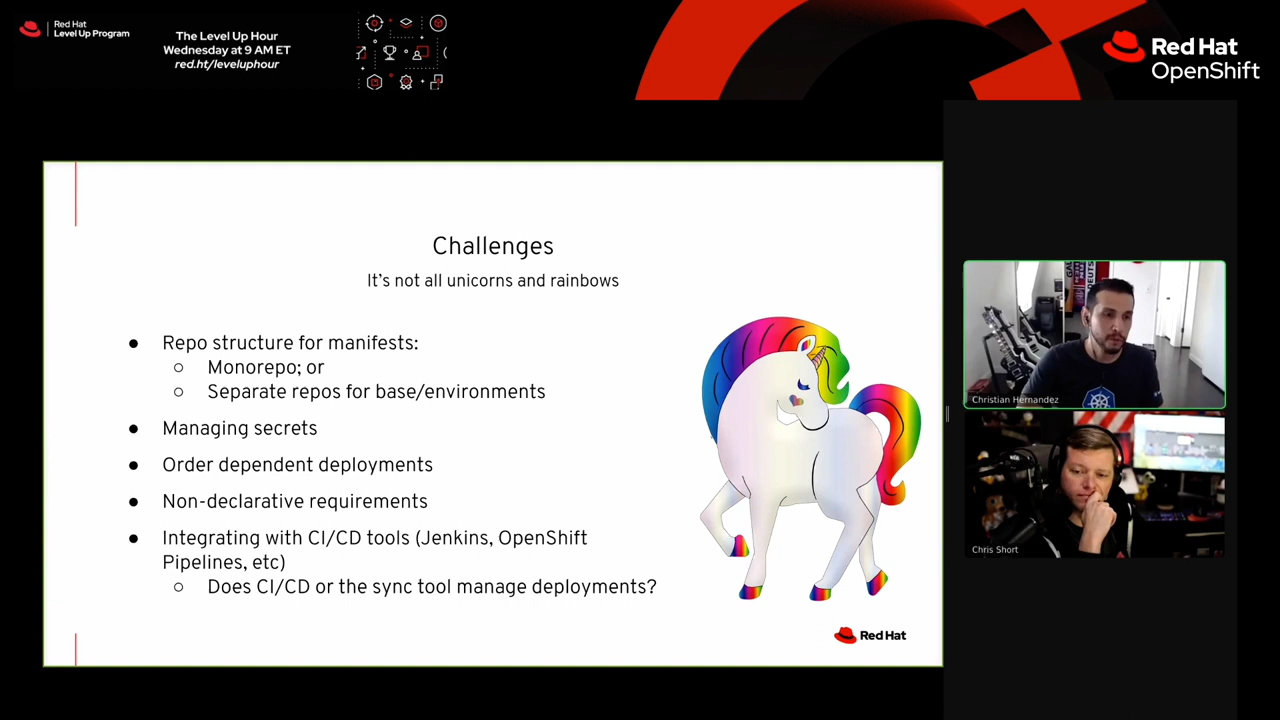 Red Hat
Level Up Program
The Level Up Hour
Wednesday at 9 AM ET
red.ht/leveluphour
Red Hat
OpenShift
Challenges
It's not all unicorns and rainbows
● Repo structure for manifests:
○ Monorepo; or
○ Separate repos for base/environments
● Managing secrets
● Order dependent deployments
● Non-declarative requirements
● Integrating with CI/CD tools (Jenkins, OpenShift
Pipelines, etc)
○ Does CI/CD or the sync tool manage deployments?
Red Hat
Christian Hernandez
Chris Short